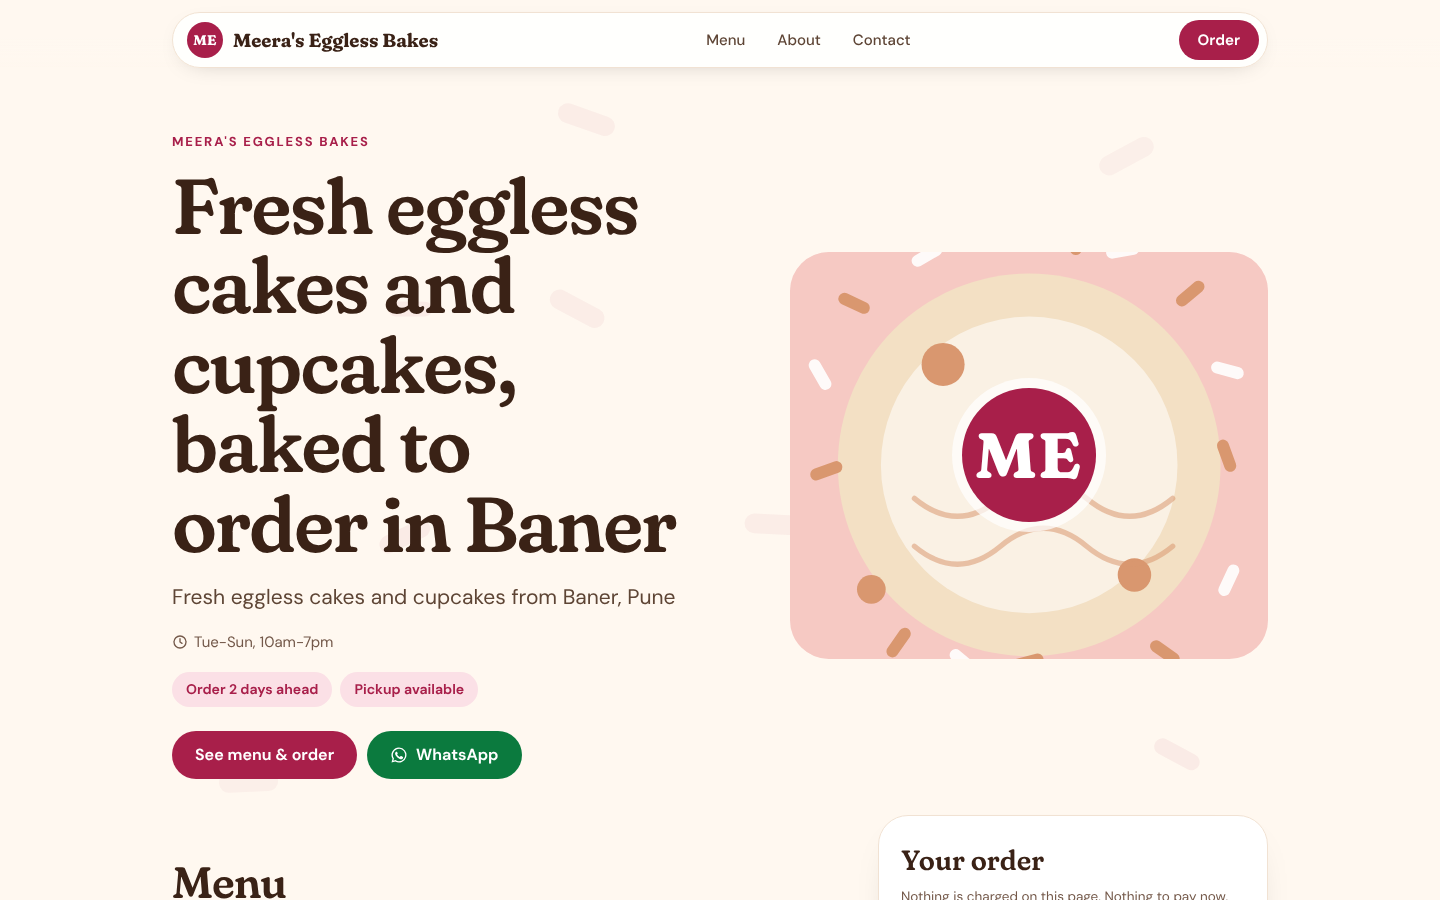 ME Meera's Eggless Bakes
Menu About Contact
Order
MEERA'S EGGLESS BAKES
Fresh eggless
cakes and
cupcakes,
baked to
order in Baner
Fresh eggless cakes and cupcakes from Baner, Pune
Tue–Sun, 10am–7pm
Order 2 days ahead
Pickup available
See menu & order
WhatsApp
ME
Menu
Your order
Nothing is charged on this page. Nothing to pay now.